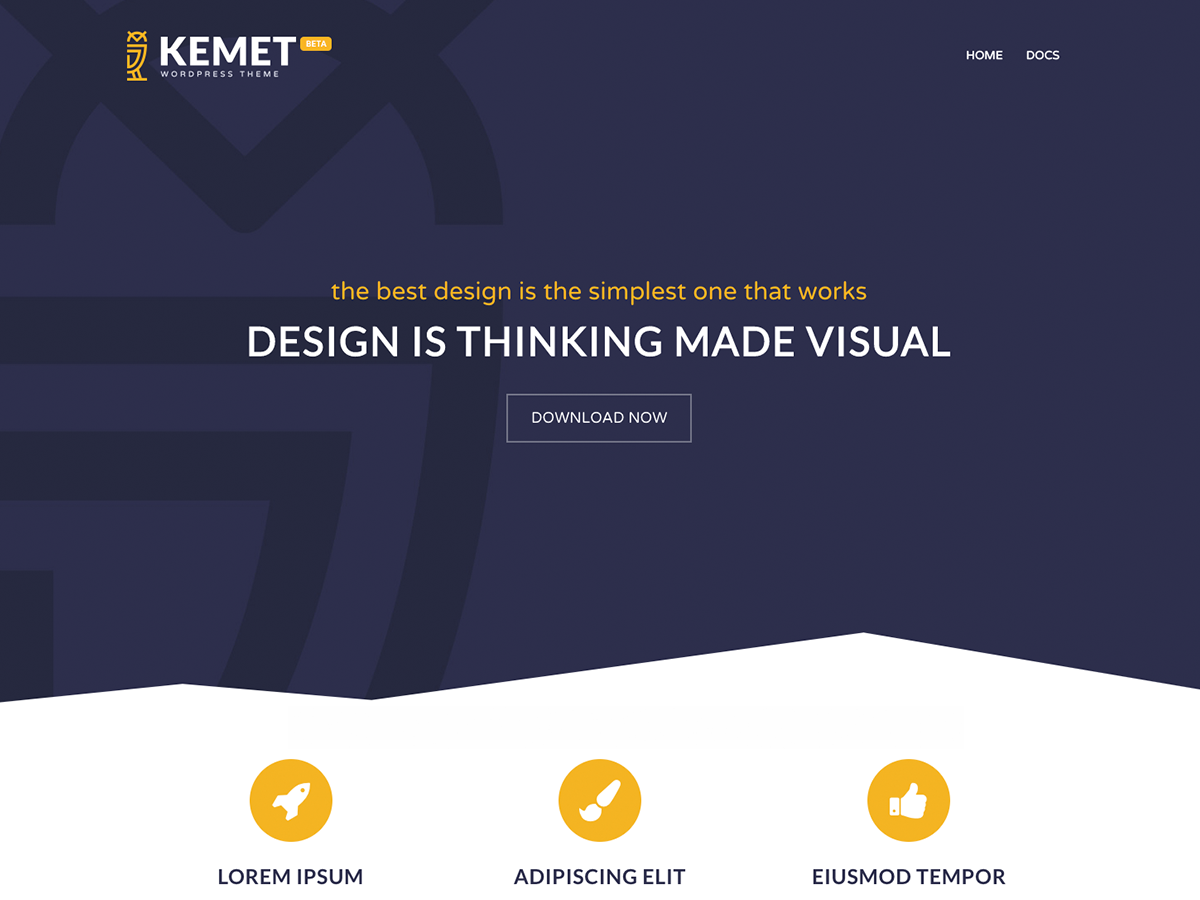 KEMET BETA
WORDPRESS THEME
HOME DOCS
the best design is the simplest one that works
DESIGN IS THINKING MADE VISUAL
DOWNLOAD NOW
LOREM IPSUM
ADIPISCING ELIT
EIUSMOD TEMPOR